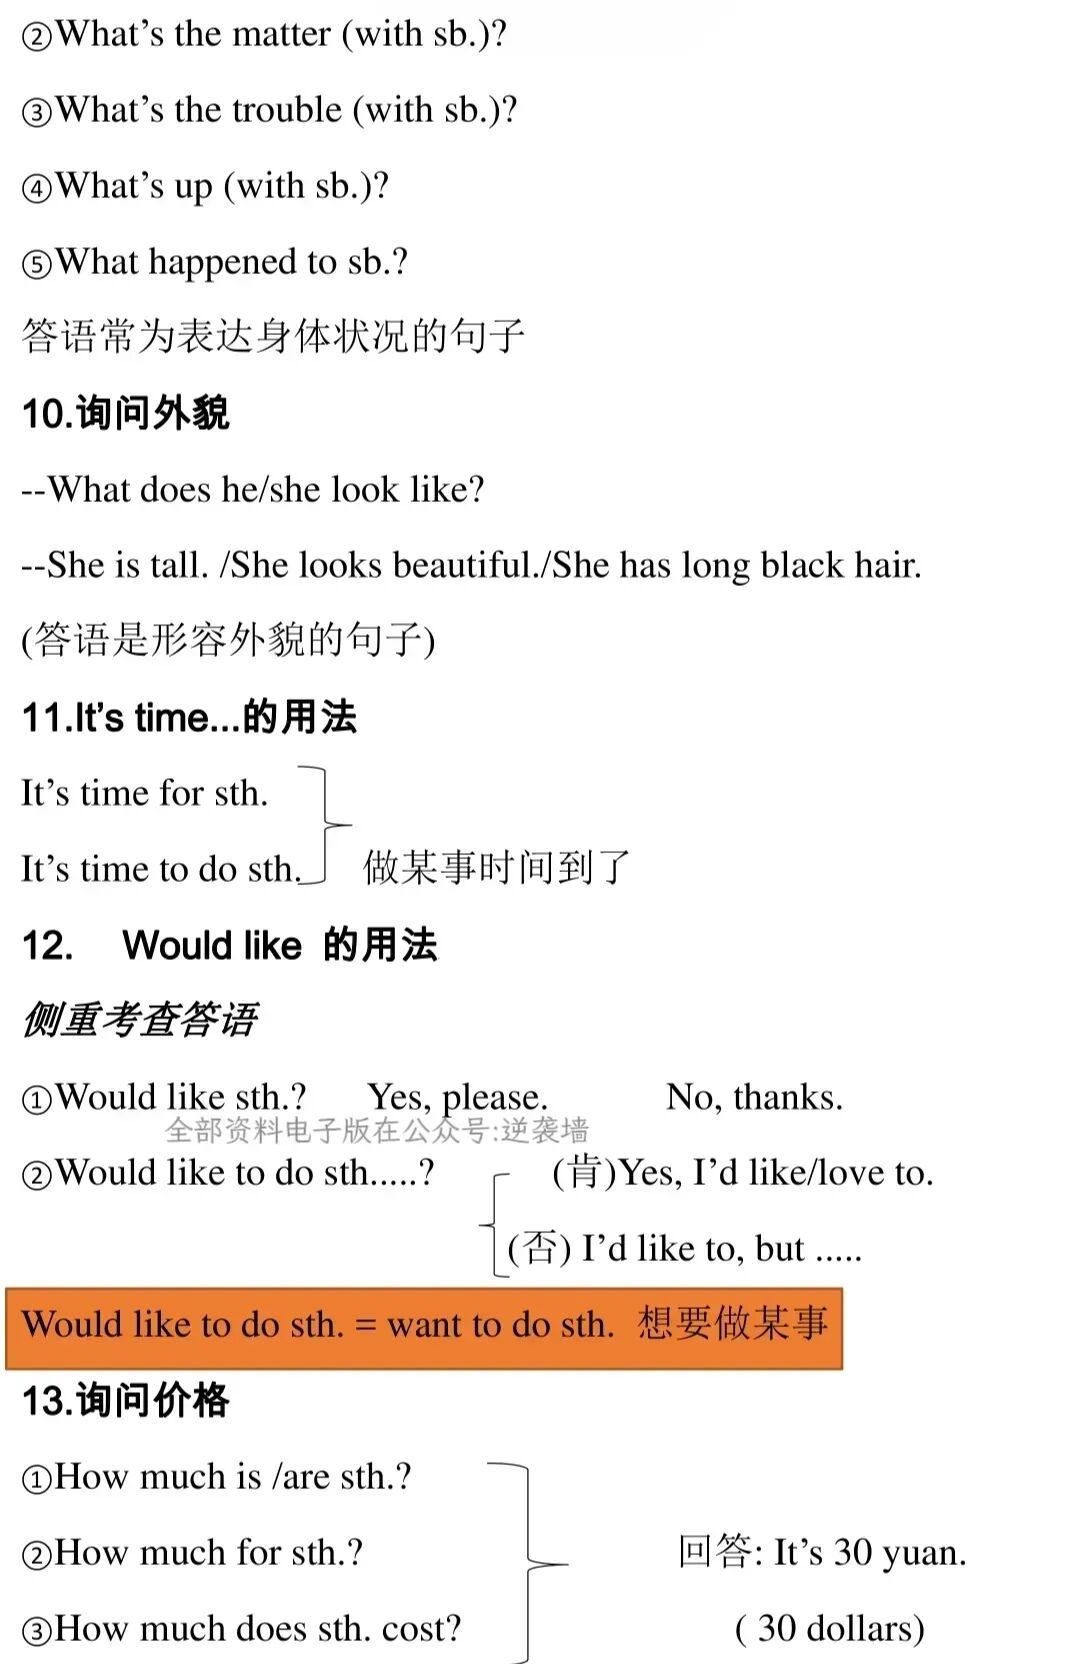 ②What’s the matter (with sb.)?
③What’s the trouble (with sb.)?
④What’s up (with sb.)?
⑤What happened to sb.?
答语常为表达身体状况的句子
10.询问外貌
--What does he/she look like?
--She is tall. /She looks beautiful./She has long black hair.
(答语是形容外貌的句子)
11.It’s time...的用法
It’s time for sth.
It’s time to do sth. 做某事时间到了
12. Would like 的用法
侧重考查答语
①Would like sth.? Yes, please. No, thanks.
全部资料电子版在公众号:逆袭墙
②Would like to do sth.....? (肯)Yes, I’d like/love to.
(否) I’d like to, but .....
Would like to do sth. = want to do sth. 想要做某事
13.询问价格
①How much is /are sth.?
②How much for sth.? 回答: It’s 30 yuan.
③How much does sth. cost? ( 30 dollars)